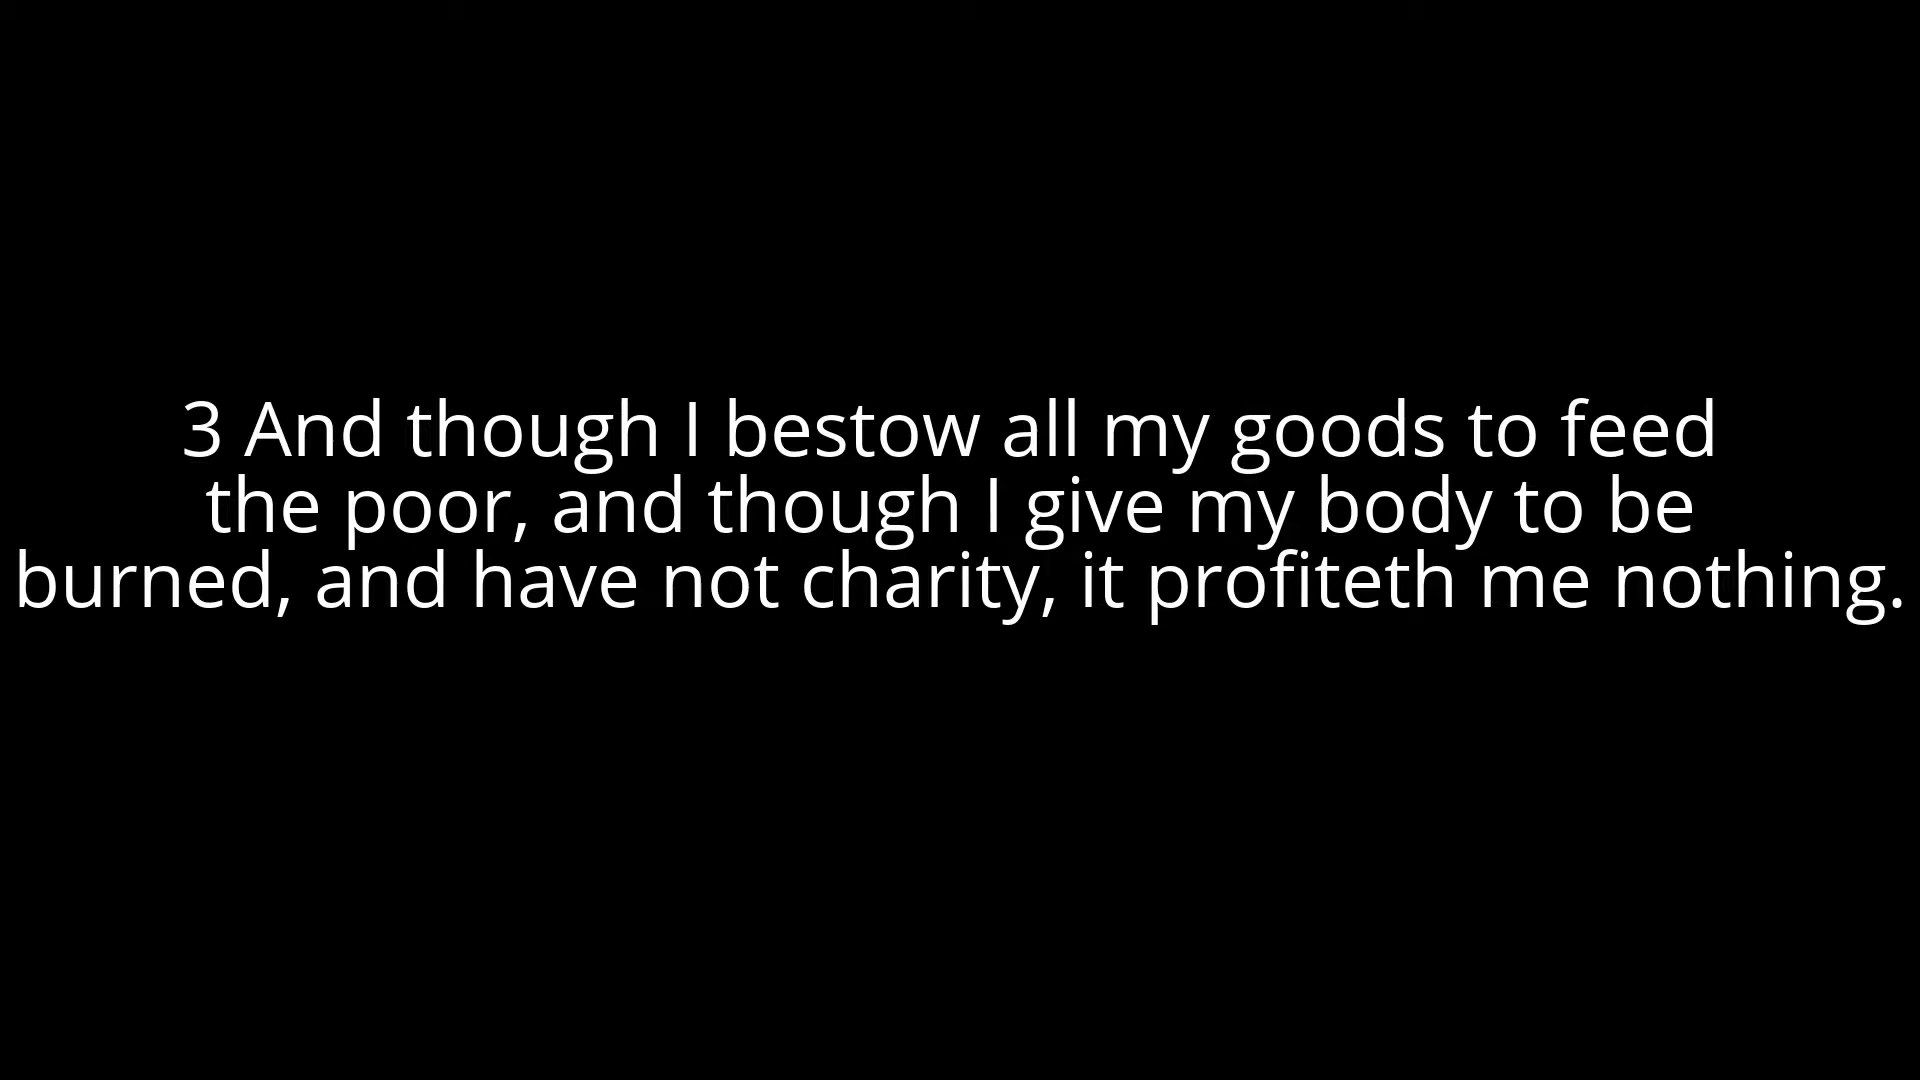 3 And though I bestow all my goods to feed
the poor, and though I give my body to be
burned, and have not charity, it profiteth me nothing.